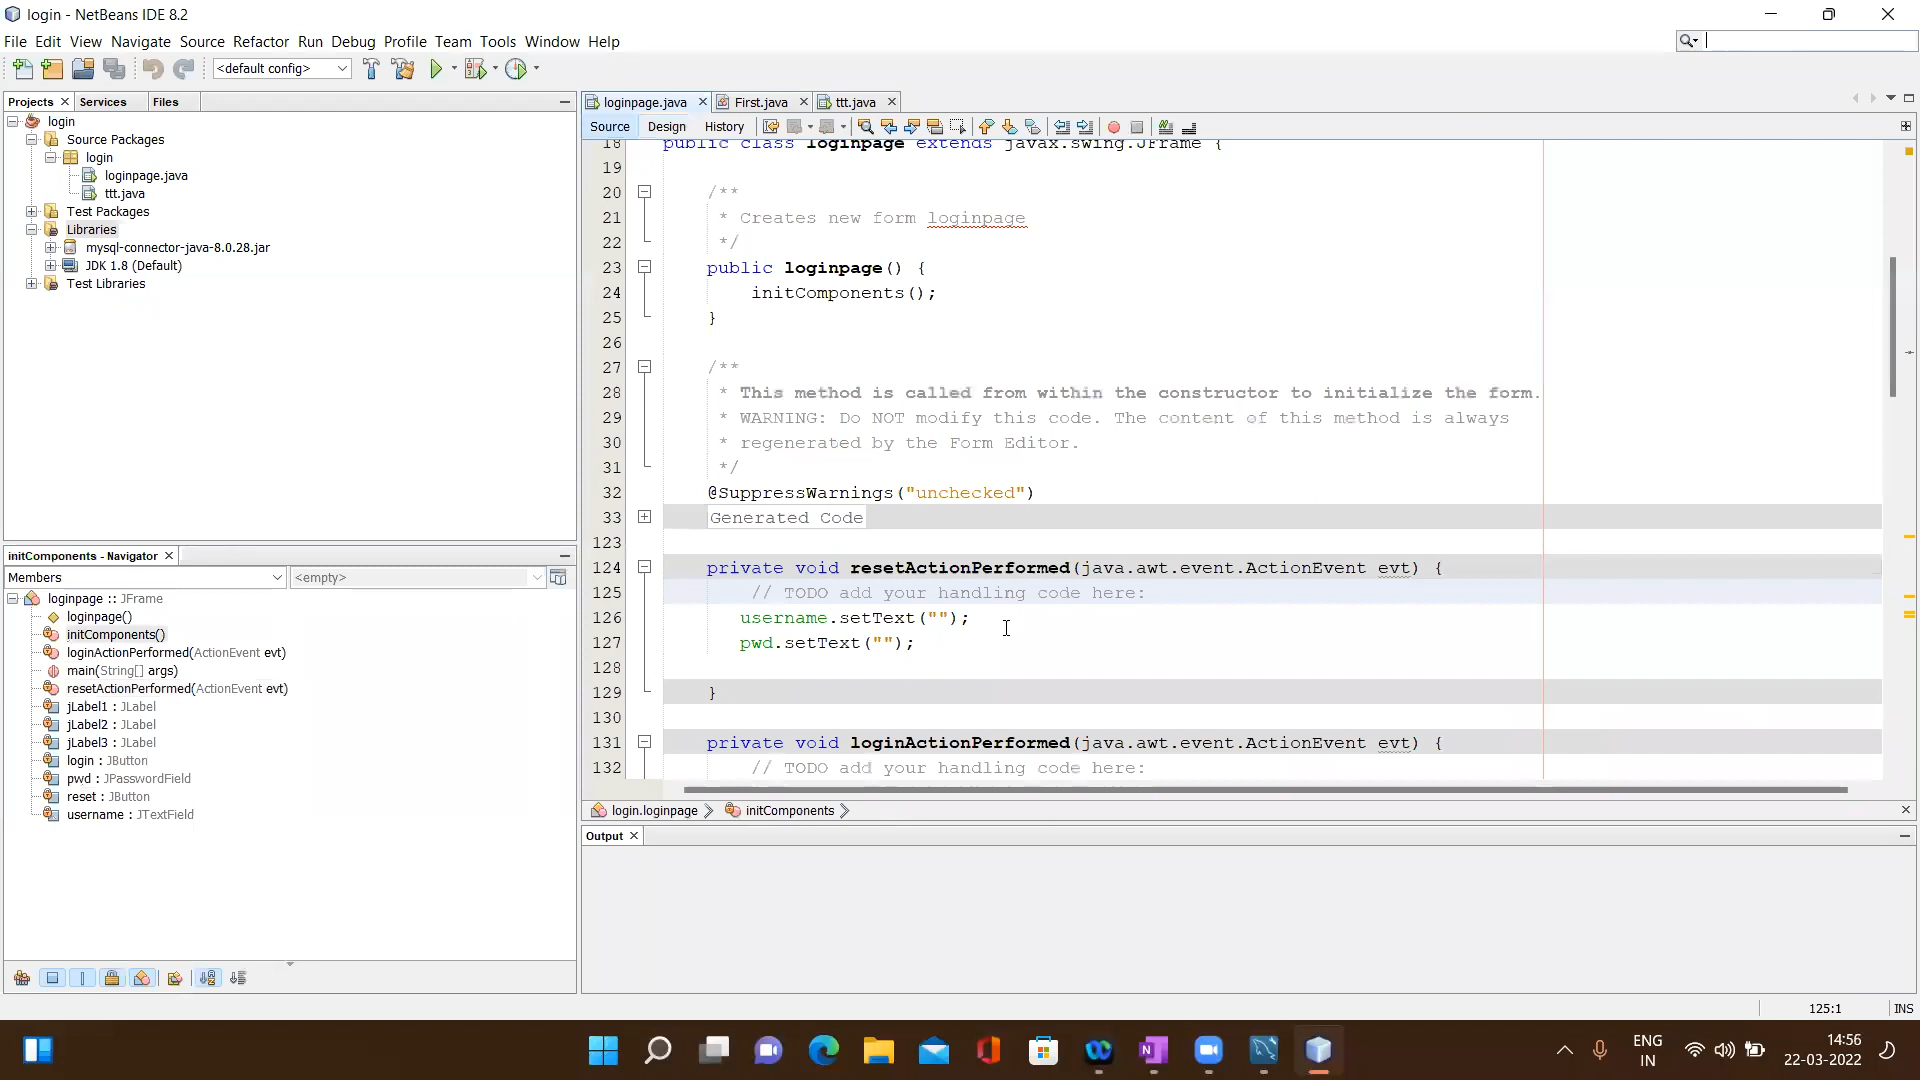 login - NetBeans IDE 8.2
File Edit View Navigate Source Refactor Run Debug Profile Team Tools Window Help
<default config>
Projects Services Files
login
Source Packages
login
loginpage.java
ttt.java
Test Packages
Libraries
mysql-connector-java-8.0.28.jar
JDK 1.8 (Default)
Test Libraries
initComponents - Navigator
Members <empty>
loginpage :: JFrame
loginpage()
initComponents()
loginActionPerformed(ActionEvent evt)
main(String[] args)
resetActionPerformed(ActionEvent evt)
jLabel1 : JLabel
jLabel2 : JLabel
jLabel3 : JLabel
login : JButton
pwd : JPasswordField
reset : JButton
username : JTextField
loginpage.java First.java ttt.java
Source Design History
18 public class loginpage extends javax.swing.JFrame {
19
20 /**
21 * Creates new form loginpage
22 */
23 public loginpage() {
24 initComponents();
25 }
26
27 /**
28 * This method is called from within the constructor to initialize the form.
29 * WARNING: Do NOT modify this code. The content of this method is always
30 * regenerated by the Form Editor.
31 */
32 @SuppressWarnings("unchecked")
33 Generated Code
123
124 private void resetActionPerformed(java.awt.event.ActionEvent evt) {
125 // TODO add your handling code here:
126 username.setText("");
127 pwd.setText("");
128
129 }
130
131 private void loginActionPerformed(java.awt.event.ActionEvent evt) {
132 // TODO add your handling code here:
login.loginpage initComponents
Output
125:1 INS
ENG
IN
14:56
22-03-2022